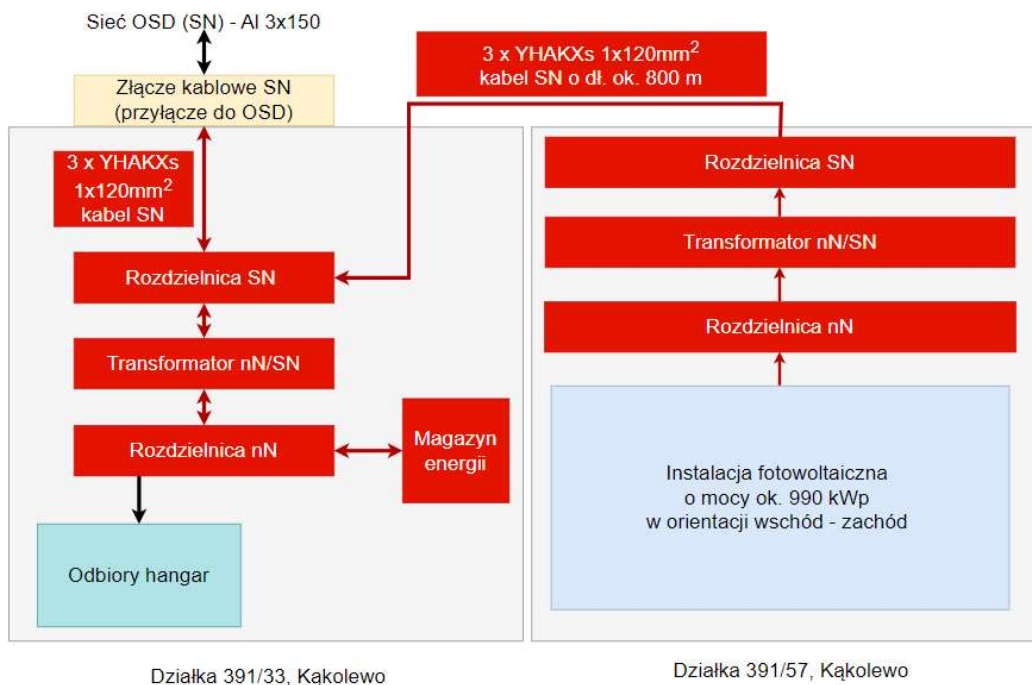 Sieć OSD (SN) - Al 3x150
Złącze kablowe SN
(przyłącze do OSD)
3 x YHAKXs
1x120mm²
kabel SN
Rozdzielnica SN
Transformator nN/SN
Rozdzielnica nN
Magazyn
energii
Odbiory hangar
Działka 391/33, Kąkolewo
3 x YHAKXs 1x120mm²
kabel SN o dł. ok. 800 m
Rozdzielnica SN
Transformator nN/SN
Rozdzielnica nN
Instalacja fotowoltaiczna
o mocy ok. 990 kWp
w orientacji wschód - zachód
Działka 391/57, Kąkolewo